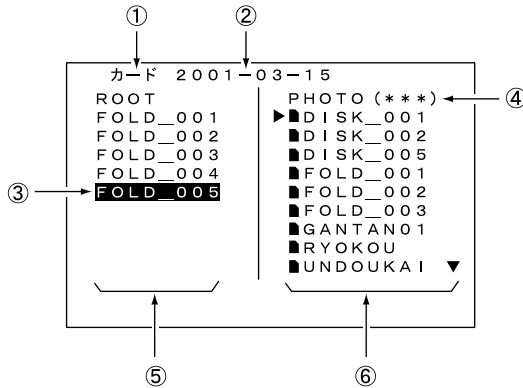 ① ②
カード 2001-03-15
ROOT
FOLD_001
FOLD_002
FOLD_003
FOLD_004
③ FOLD_005
PHOTO(***) ④
▶DISK_001
DISK_002
DISK_005
FOLD_001
FOLD_002
FOLD_003
GANTAN01
RYOKOU
UNDOUKAI ▼
⑤ ⑥